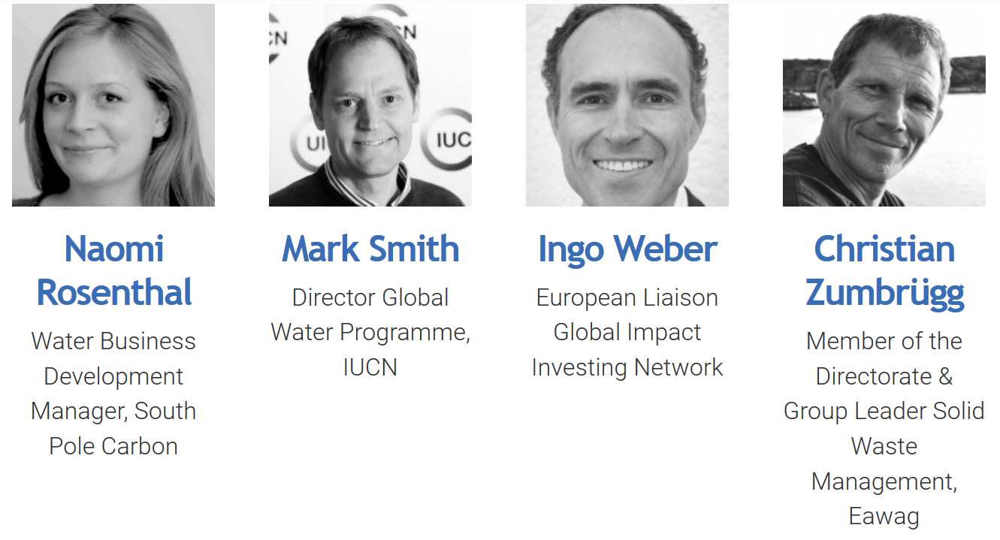 CN
CN
UI
IUC
Naomi
Rosenthal
Water Business
Development
Manager, South
Pole Carbon
Mark Smith
Director Global
Water Programme,
IUCN
Ingo Weber
European Liaison
Global Impact
Investing Network
Christian
Zumbrügg
Member of the
Directorate &
Group Leader Solid
Waste
Management,
Eawag